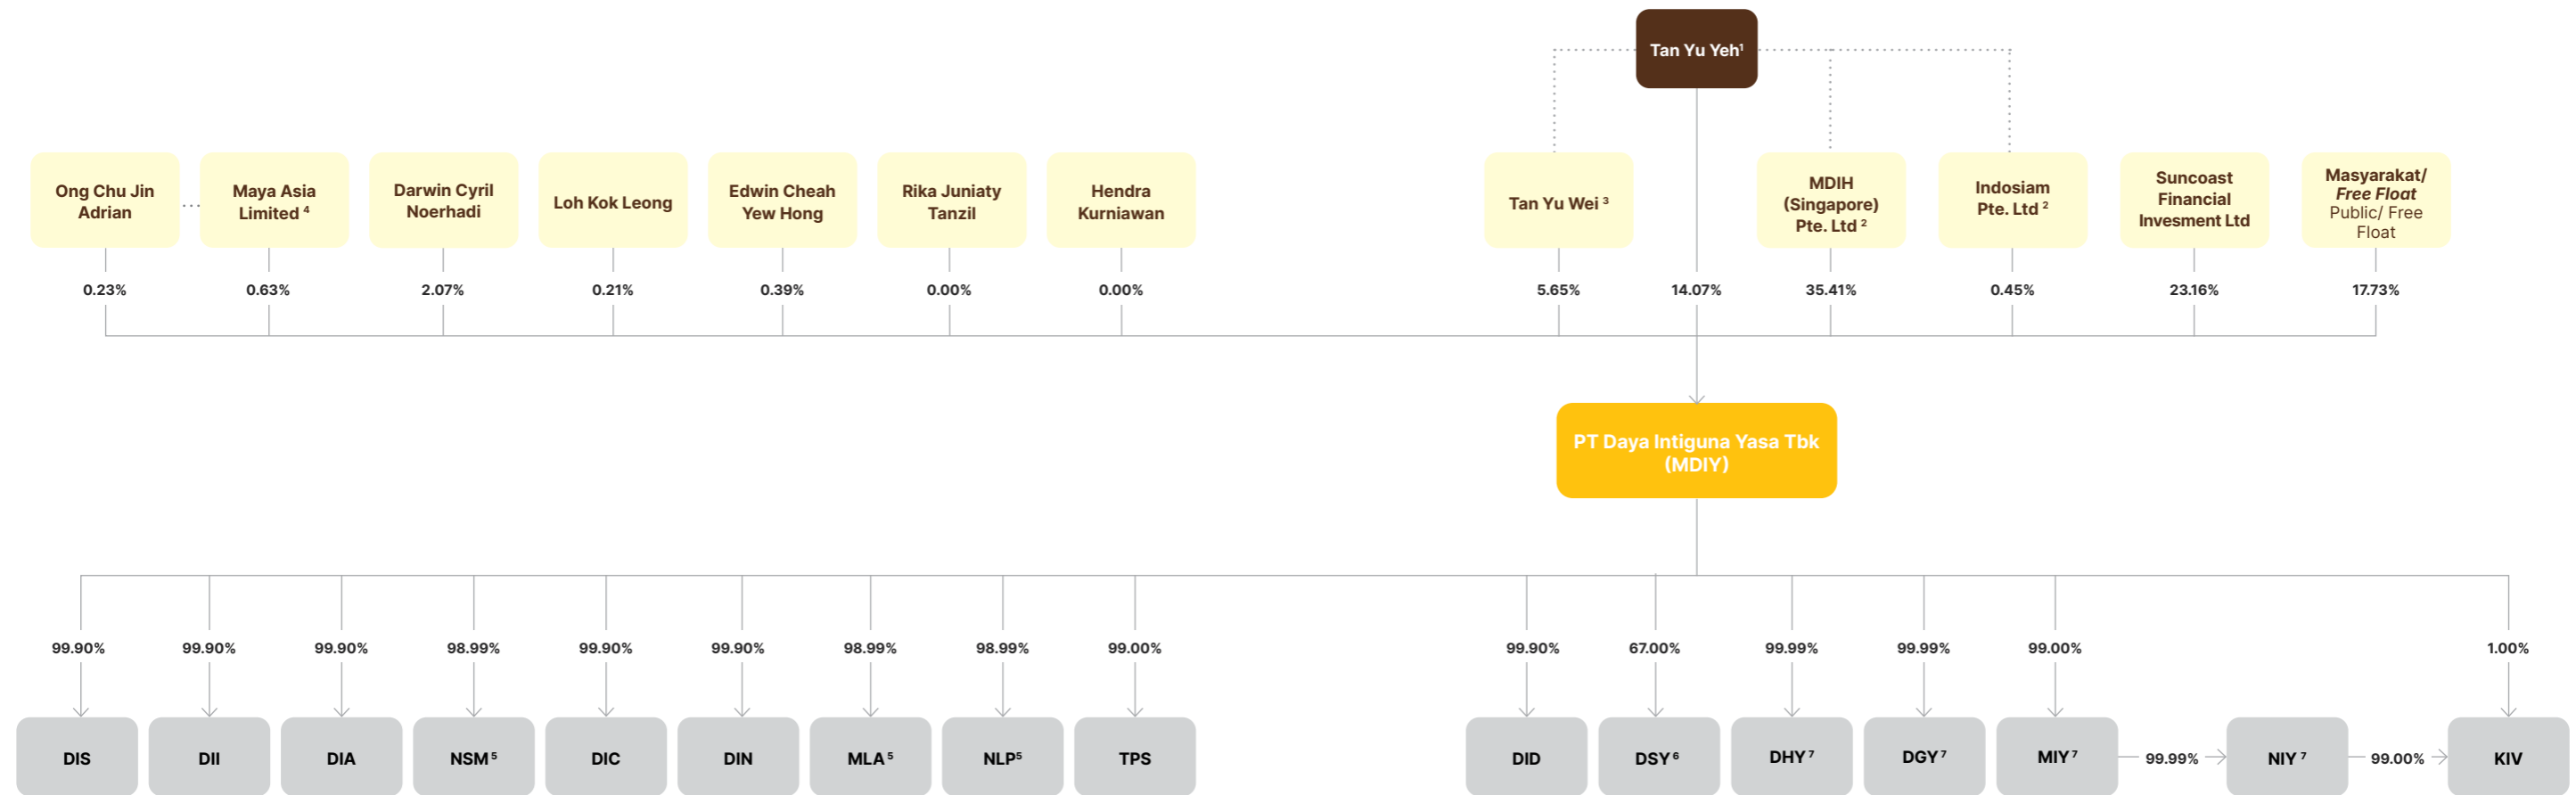 Tan Yu Yeh¹
Ong Chu Jin
Adrian
Maya Asia
Limited ⁴
Darwin Cyril
Noerhadi
Loh Kok Leong
Edwin Cheah
Yew Hong
Rika Juniaty
Tanzil
Hendra
Kurniawan
Tan Yu Wei ³
MDIH
(Singapore)
Pte. Ltd ²
Indosiam
Pte. Ltd ²
Suncoast
Financial
Invesment Ltd
Masyarakat/
Free Float
Public/ Free
Float
0.23%
0.63%
2.07%
0.21%
0.39%
0.00%
0.00%
5.65%
14.07%
35.41%
0.45%
23.16%
17.73%
PT Daya Intiguna Yasa Tbk
(MDIY)
99.90%
99.90%
99.90%
98.99%
99.90%
99.90%
98.99%
98.99%
99.00%
99.90%
67.00%
99.99%
99.99%
99.00%
1.00%
DIS
DII
DIA
NSM ⁵
DIC
DIN
MLA ⁵
NLP⁵
TPS
DID
DSY ⁶
DHY ⁷
DGY ⁷
MIY ⁷
99.99%
NIY ⁷
99.00%
KIV